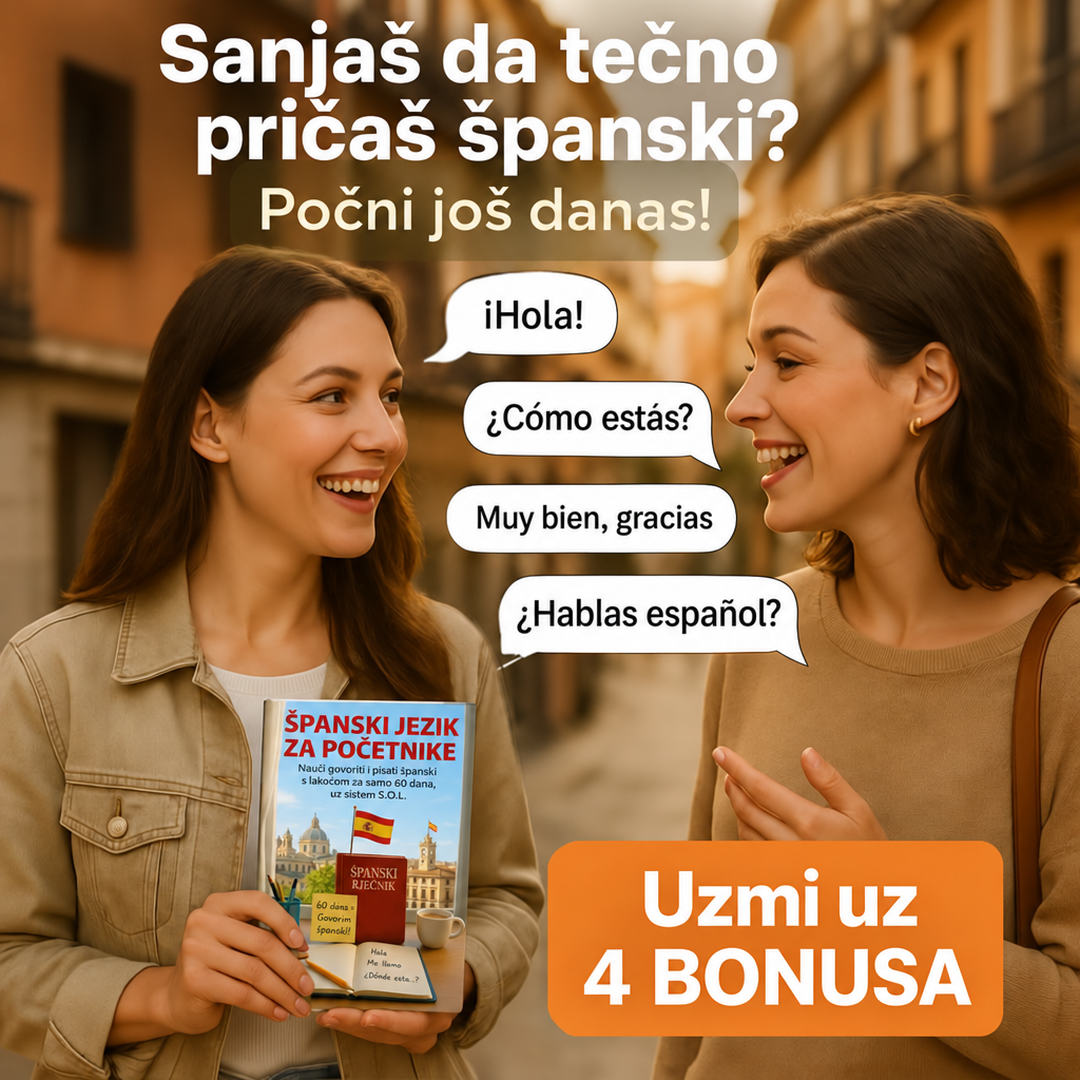 Sanjaš da tečno
pričaš španski?
Počni još danas!
¡Hola!
¿Cómo estás?
Muy bien, gracias
¿Hablas español?
ŠPANSKI JEZIK
ZA POČETNIKE
Nauči govoriti i pisati španski
s lakoćom za samo 60 dana,
uz sistem S.O.L.
ŠPANSKI
RJEČNIK
60 dana =
Govorim
španski!
Hola
Me llamo
¿Dónde esta..?
Uzmi uz
4 BONUSA